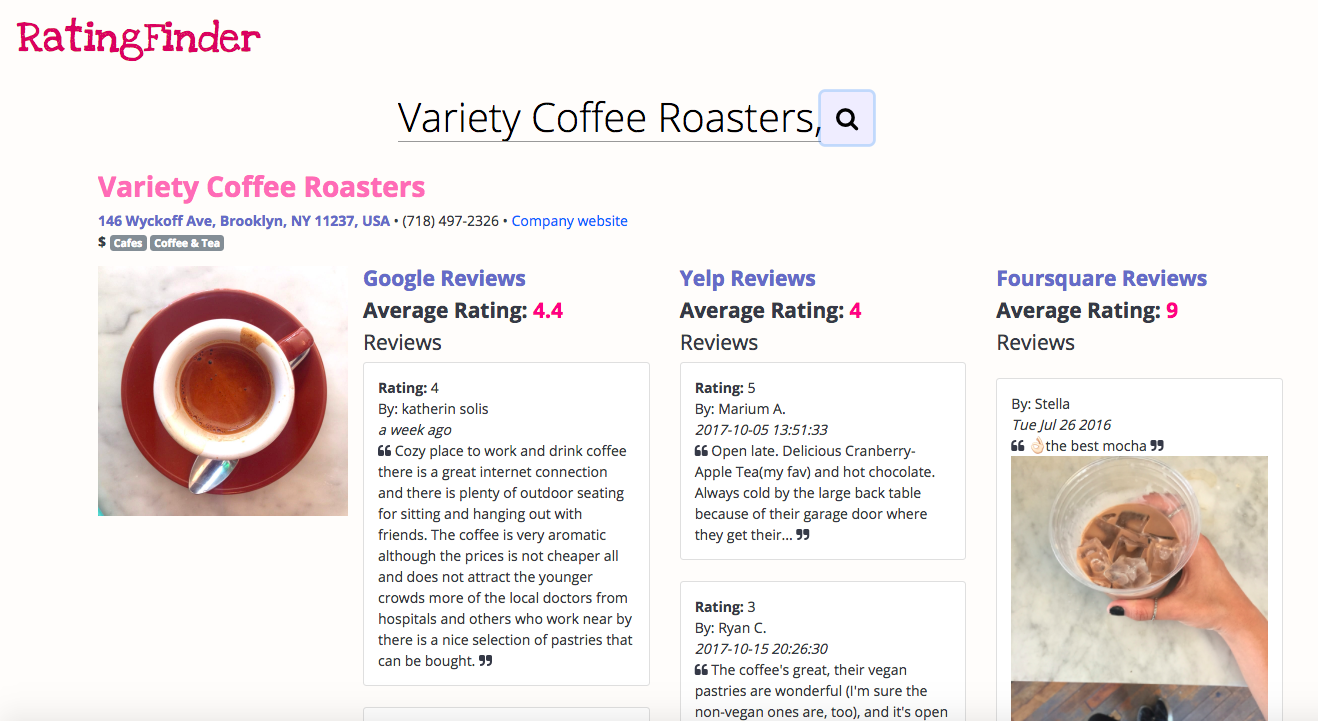 RatingFinder
Variety Coffee Roasters,
Variety Coffee Roasters
146 Wyckoff Ave, Brooklyn, NY 11237, USA • (718) 497-2326 • Company website
$ Cafes Coffee & Tea
Google Reviews
Average Rating: 4.4
Reviews
Rating: 4
By: katherin solis
a week ago
❝ Cozy place to work and drink coffee
there is a great internet connection
and there is plenty of outdoor seating
for sitting and hanging out with
friends. The coffee is very aromatic
although the prices is not cheaper all
and does not attract the younger
crowds more of the local doctors from
hospitals and others who work near by
there is a nice selection of pastries that
can be bought. ❞
Yelp Reviews
Average Rating: 4
Reviews
Rating: 5
By: Marium A.
2017-10-05 13:51:33
❝ Open late. Delicious Cranberry-
Apple Tea(my fav) and hot chocolate.
Always cold by the large back table
because of their garage door where
they get their... ❞
Rating: 3
By: Ryan C.
2017-10-15 20:26:30
❝ The coffee's great, their vegan
pastries are wonderful (I'm sure the
non-vegan ones are, too), and it's open
Foursquare Reviews
Average Rating: 9
Reviews
By: Stella
Tue Jul 26 2016
❝ 👌🏻the best mocha ❞